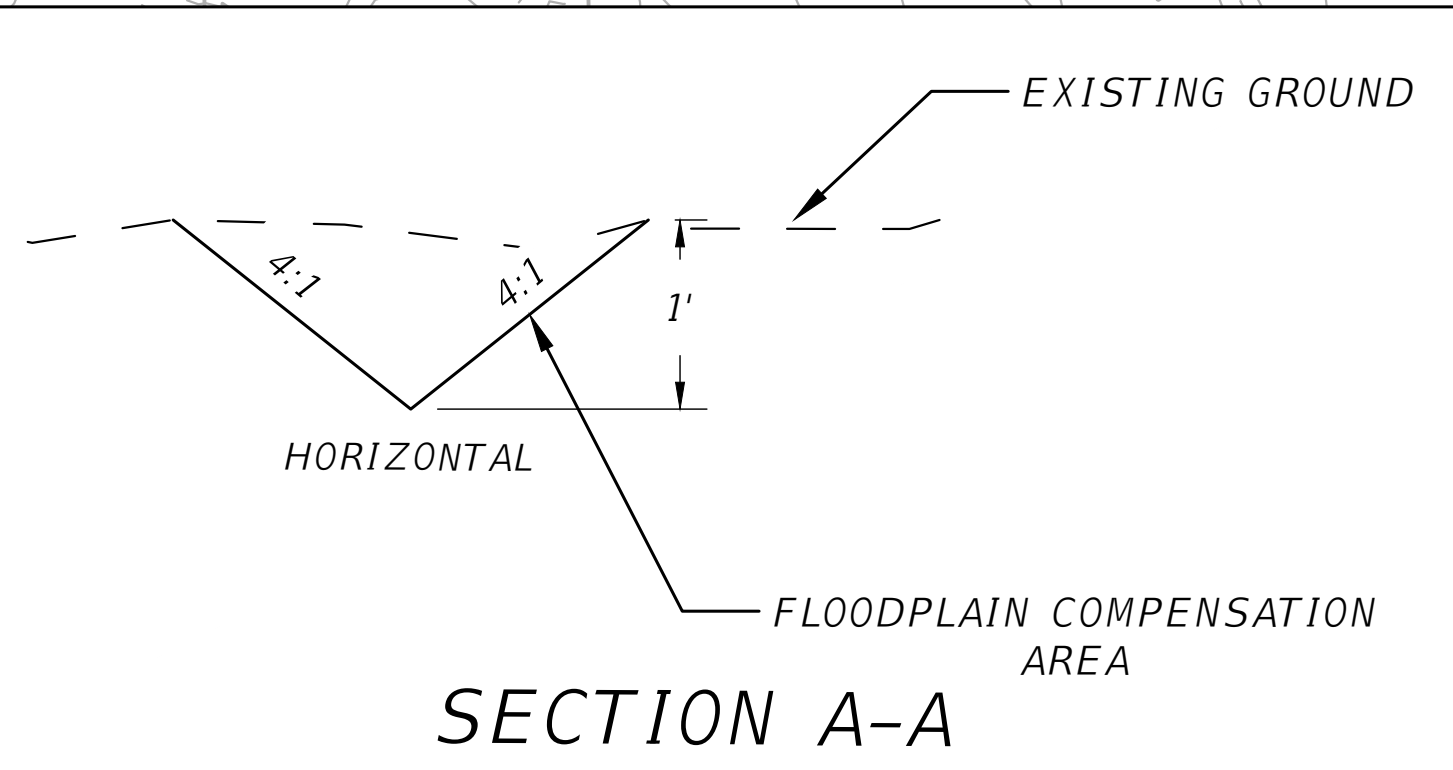 EXISTING GROUND
4:1
4:1
1'
HORIZONTAL
FLOODPLAIN COMPENSATION
AREA
SECTION A-A